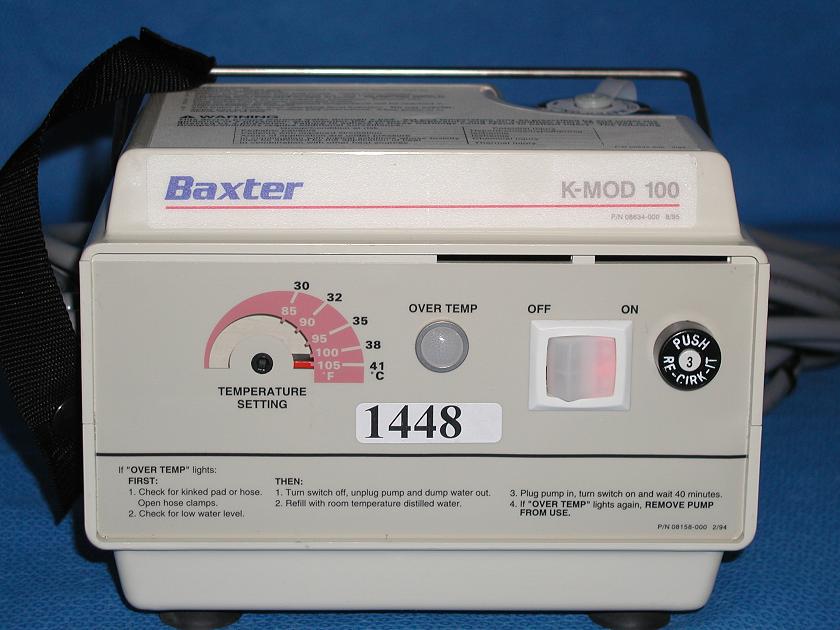 WARNING
Thermal Injury
Baxter
K-MOD 100
P/N 08634-000 8/95
30
32
35
38
41
°C
85
90
95
100
105
°F
TEMPERATURE
SETTING
OVER TEMP
OFF
ON
PUSH
3
RE-CIRK-IT
1448
If "OVER TEMP" lights:
FIRST:
1. Check for kinked pad or hose.
Open hose clamps.
2. Check for low water level.
THEN:
1. Turn switch off, unplug pump and dump water out.
2. Refill with room temperature distilled water.
3. Plug pump in, turn switch on and wait 40 minutes.
4. If "OVER TEMP" lights again, REMOVE PUMP
FROM USE.
P/N 08158-000 2/94